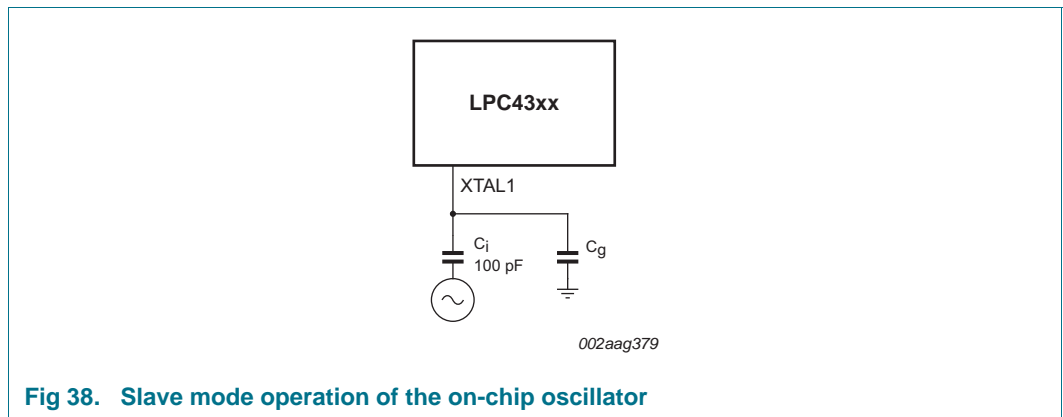 LPC43xx
XTAL1
Ci
100 pF
Cg
002aag379
Fig 38. Slave mode operation of the on-chip oscillator